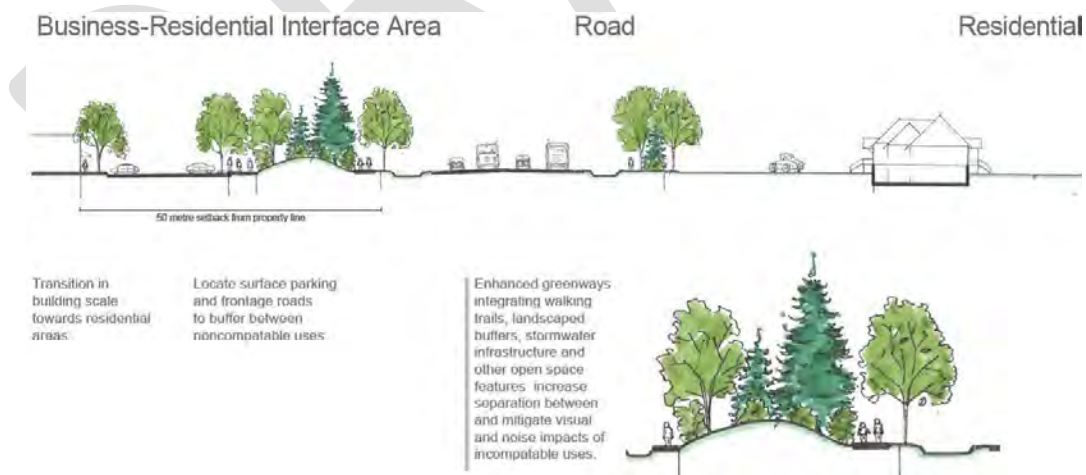 Business-Residential Interface Area
Road
Residential
50 metre setback from property line
Transition in
building scale
towards residential
areas
Locate surface parking
and frontage roads
to buffer between
noncompatable uses
Enhanced greenways
integrating walking
trails, landscaped
buffers, stormwater
infrastructure and
other open space
features increase
separation between
and mitigate visual
and noise impacts of
incompatable uses.